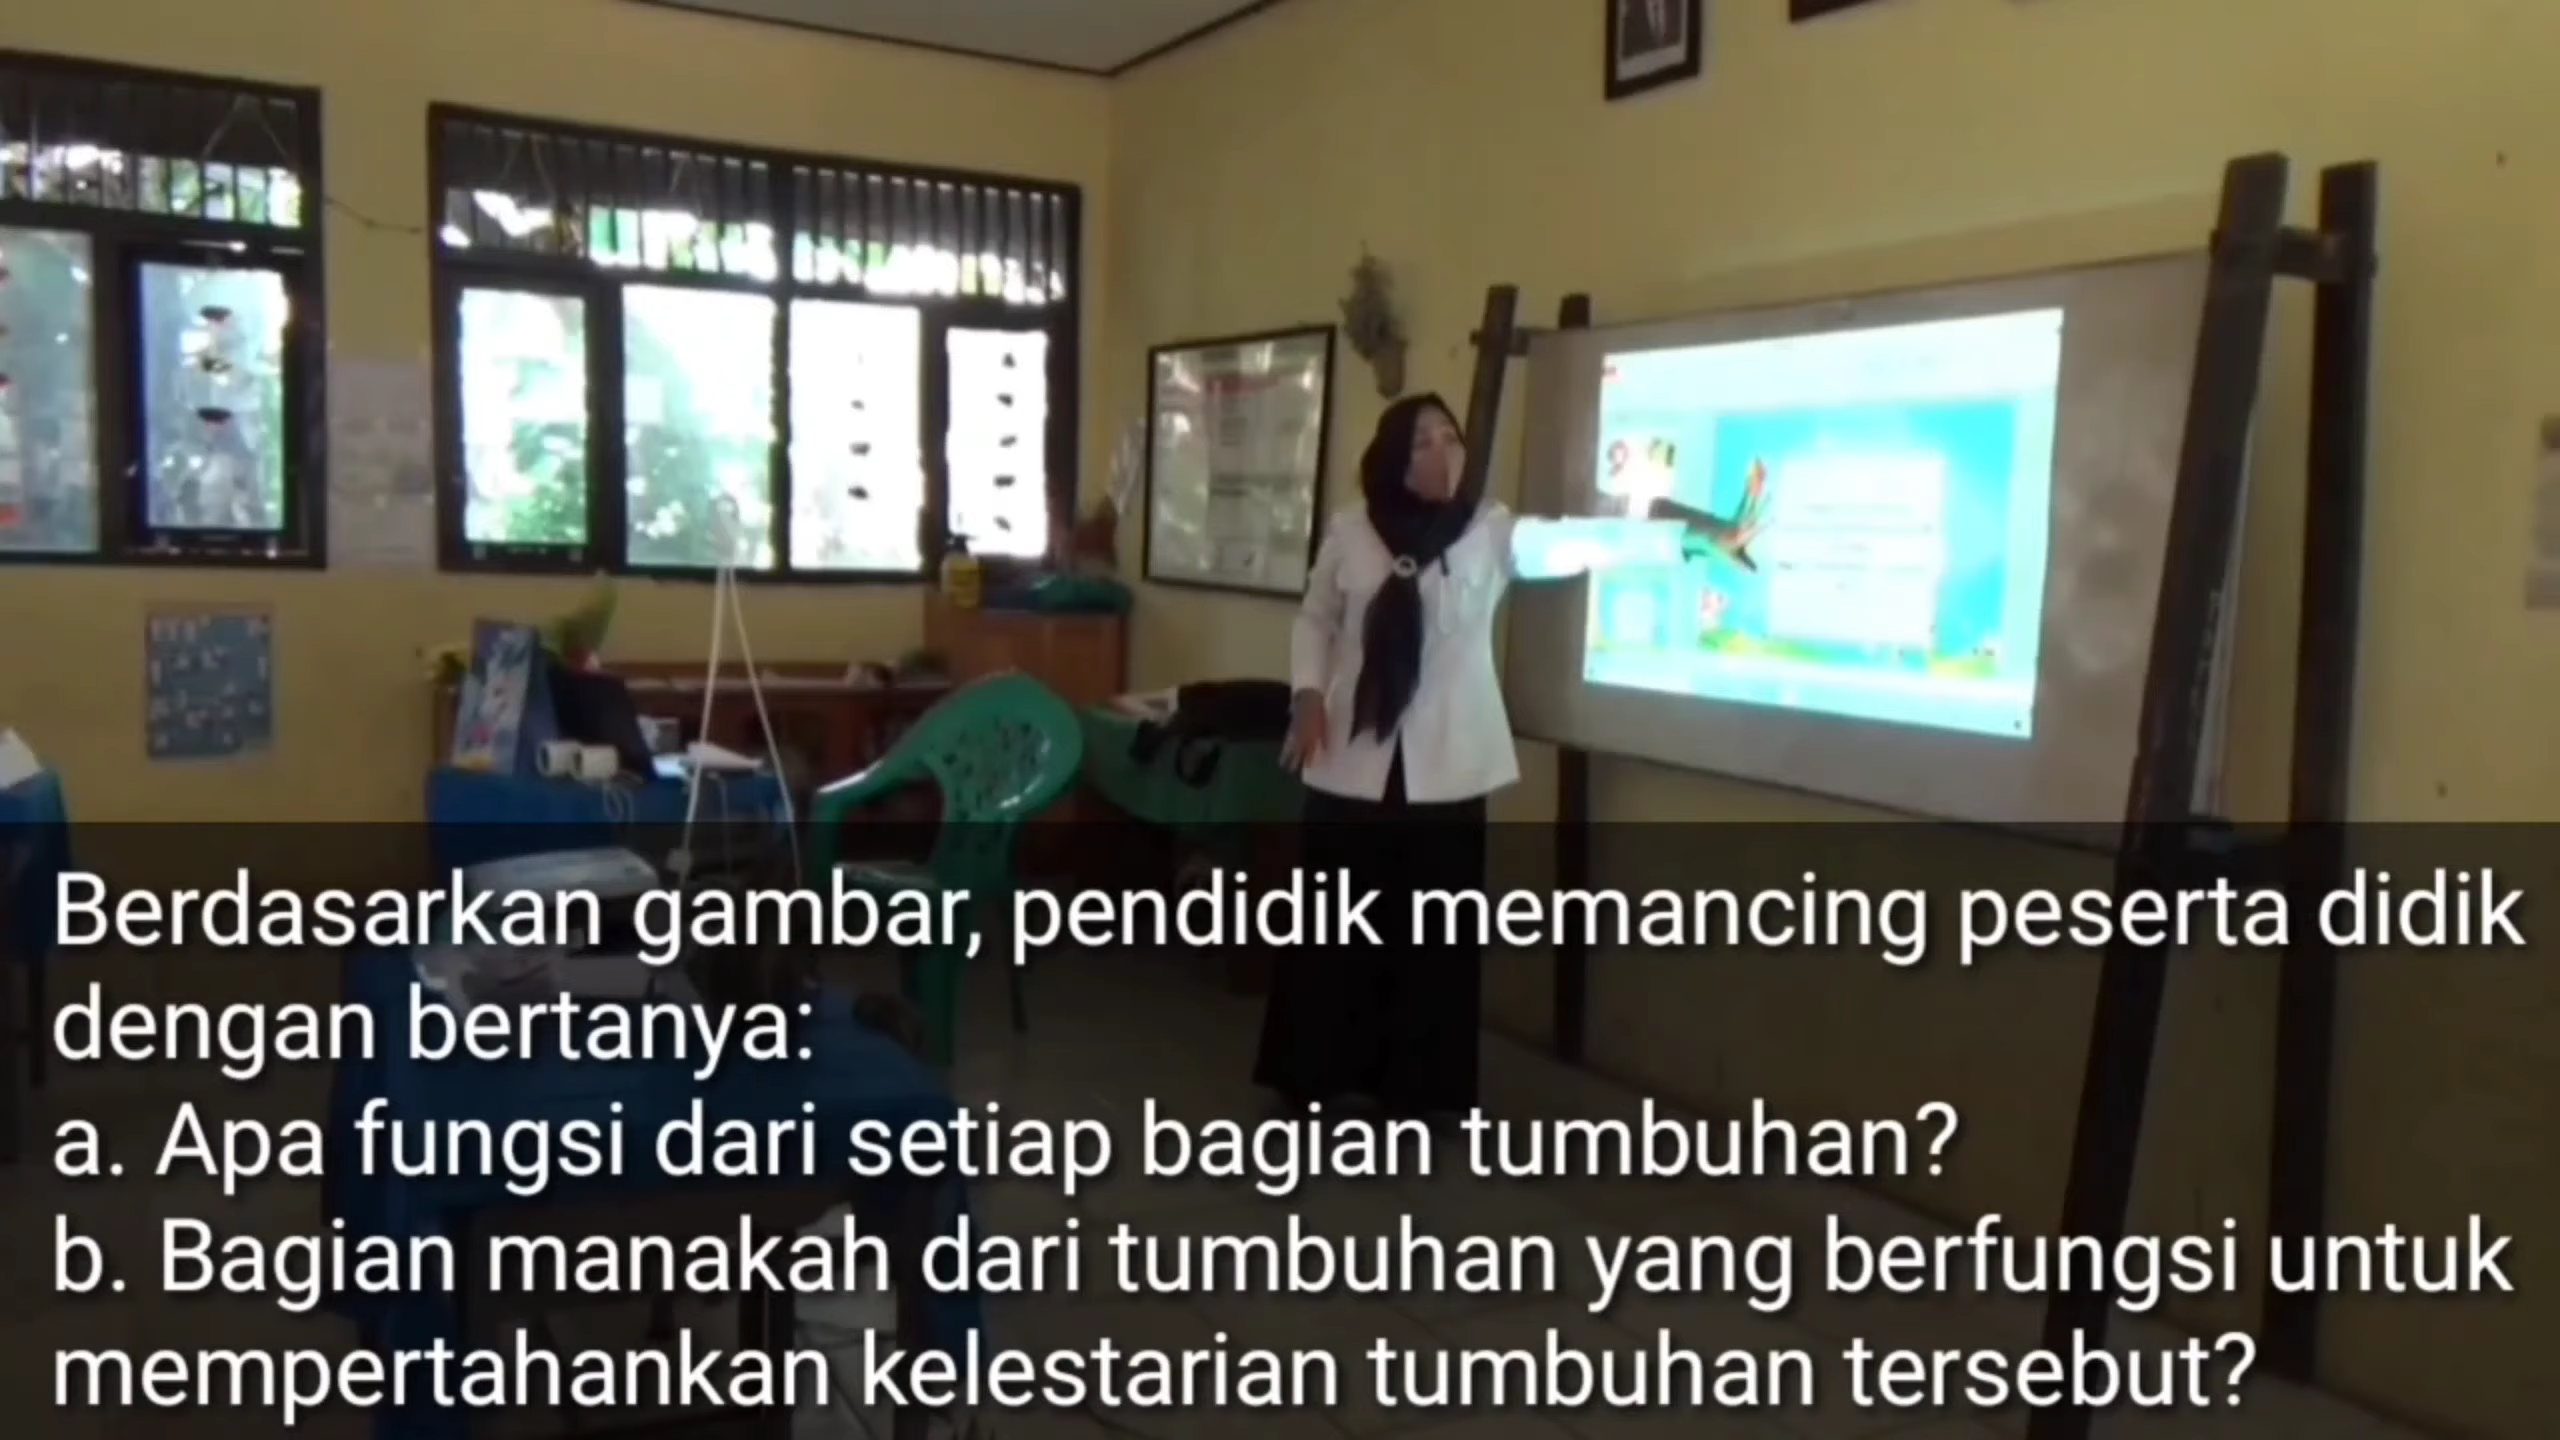 Berdasarkan gambar, pendidik memancing peserta didik
dengan bertanya:
a. Apa fungsi dari setiap bagian tumbuhan?
b. Bagian manakah dari tumbuhan yang berfungsi untuk
mempertahankan kelestarian tumbuhan tersebut?